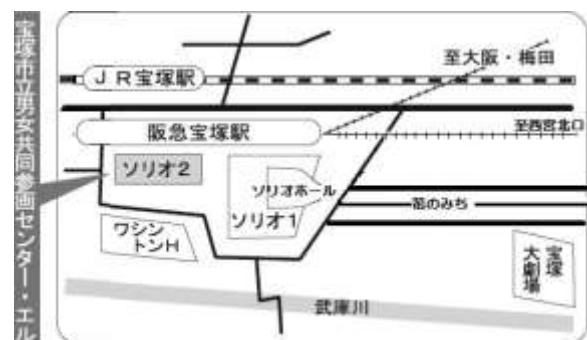 宝塚市立男女共同参画センター・エル
至大阪・梅田
JR宝塚駅
阪急宝塚駅
至西宮北口
ソリオ2
ソリオホール
ソリオ1
花のみち
ワシン
トンH
宝塚
大劇場
武庫川